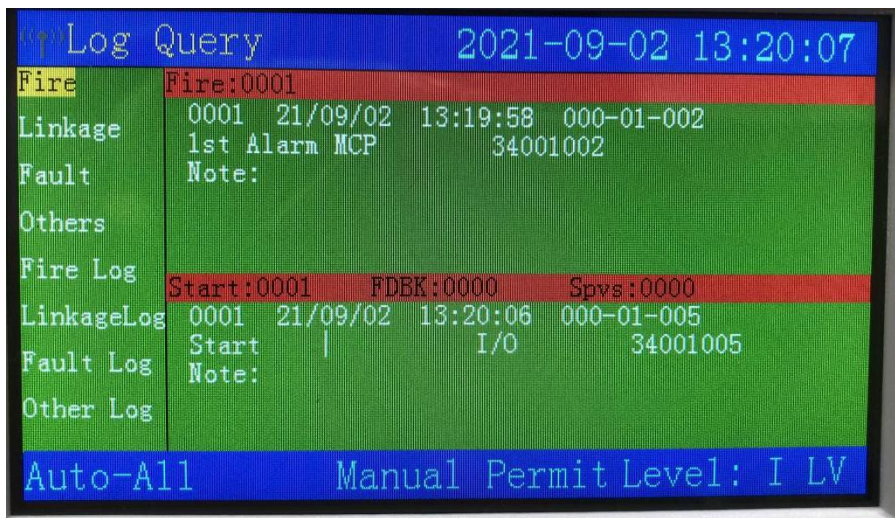 Log Query 2021-09-02 13:20:07
Fire
Linkage
Fault
Others
Fire Log
LinkageLog
Fault Log
Other Log
Fire:0001
0001 21/09/02 13:19:58 000-01-002
1st Alarm MCP 34001002
Note:
Start:0001 FDBK:0000 Spvs:0000
0001 21/09/02 13:20:06 000-01-005
Start | I/O 34001005
Note:
Auto-All Manual Permit Level: I LV